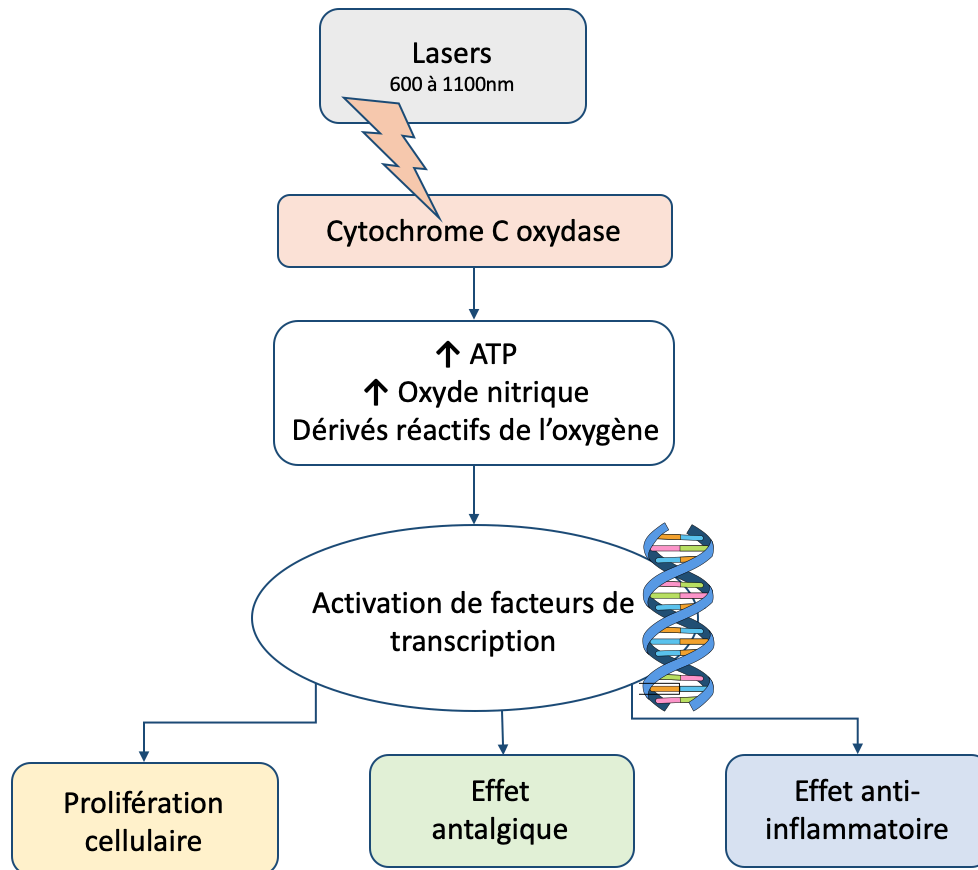 Lasers
600 à 1100nm
Cytochrome C oxydase
↑ ATP
↑ Oxyde nitrique
Dérivés réactifs de l’oxygène
Activation de facteurs de
transcription
Prolifération
cellulaire
Effet
antalgique
Effet anti-
inflammatoire